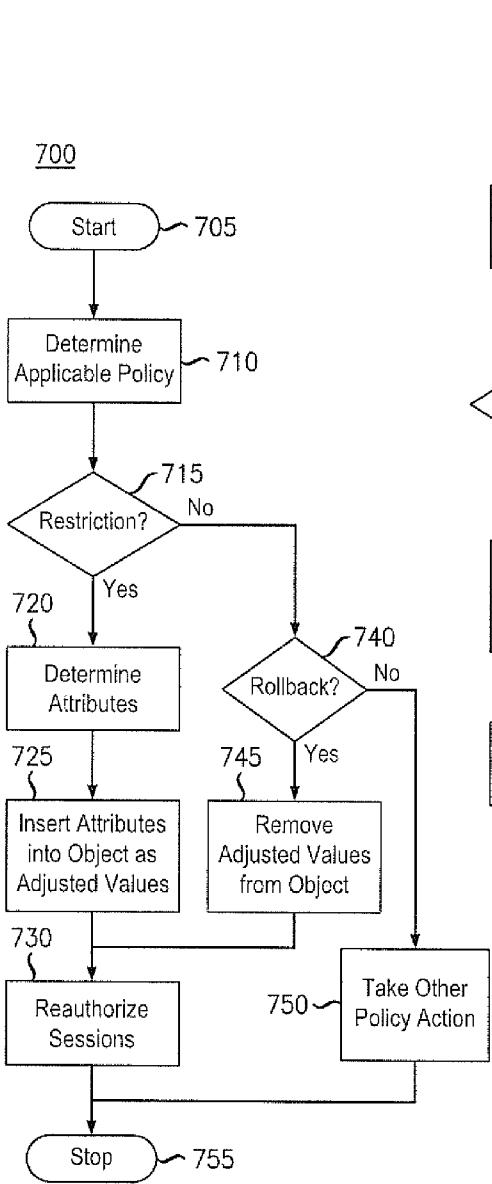 700
Start
705
Determine
Applicable Policy
710
715
Restriction?
No
Yes
720
Determine
Attributes
740
Rollback?
No
Yes
725
Insert Attributes
into Object as
Adjusted Values
745
Remove
Adjusted Values
from Object
730
Reauthorize
Sessions
750
Take Other
Policy Action
Stop
755